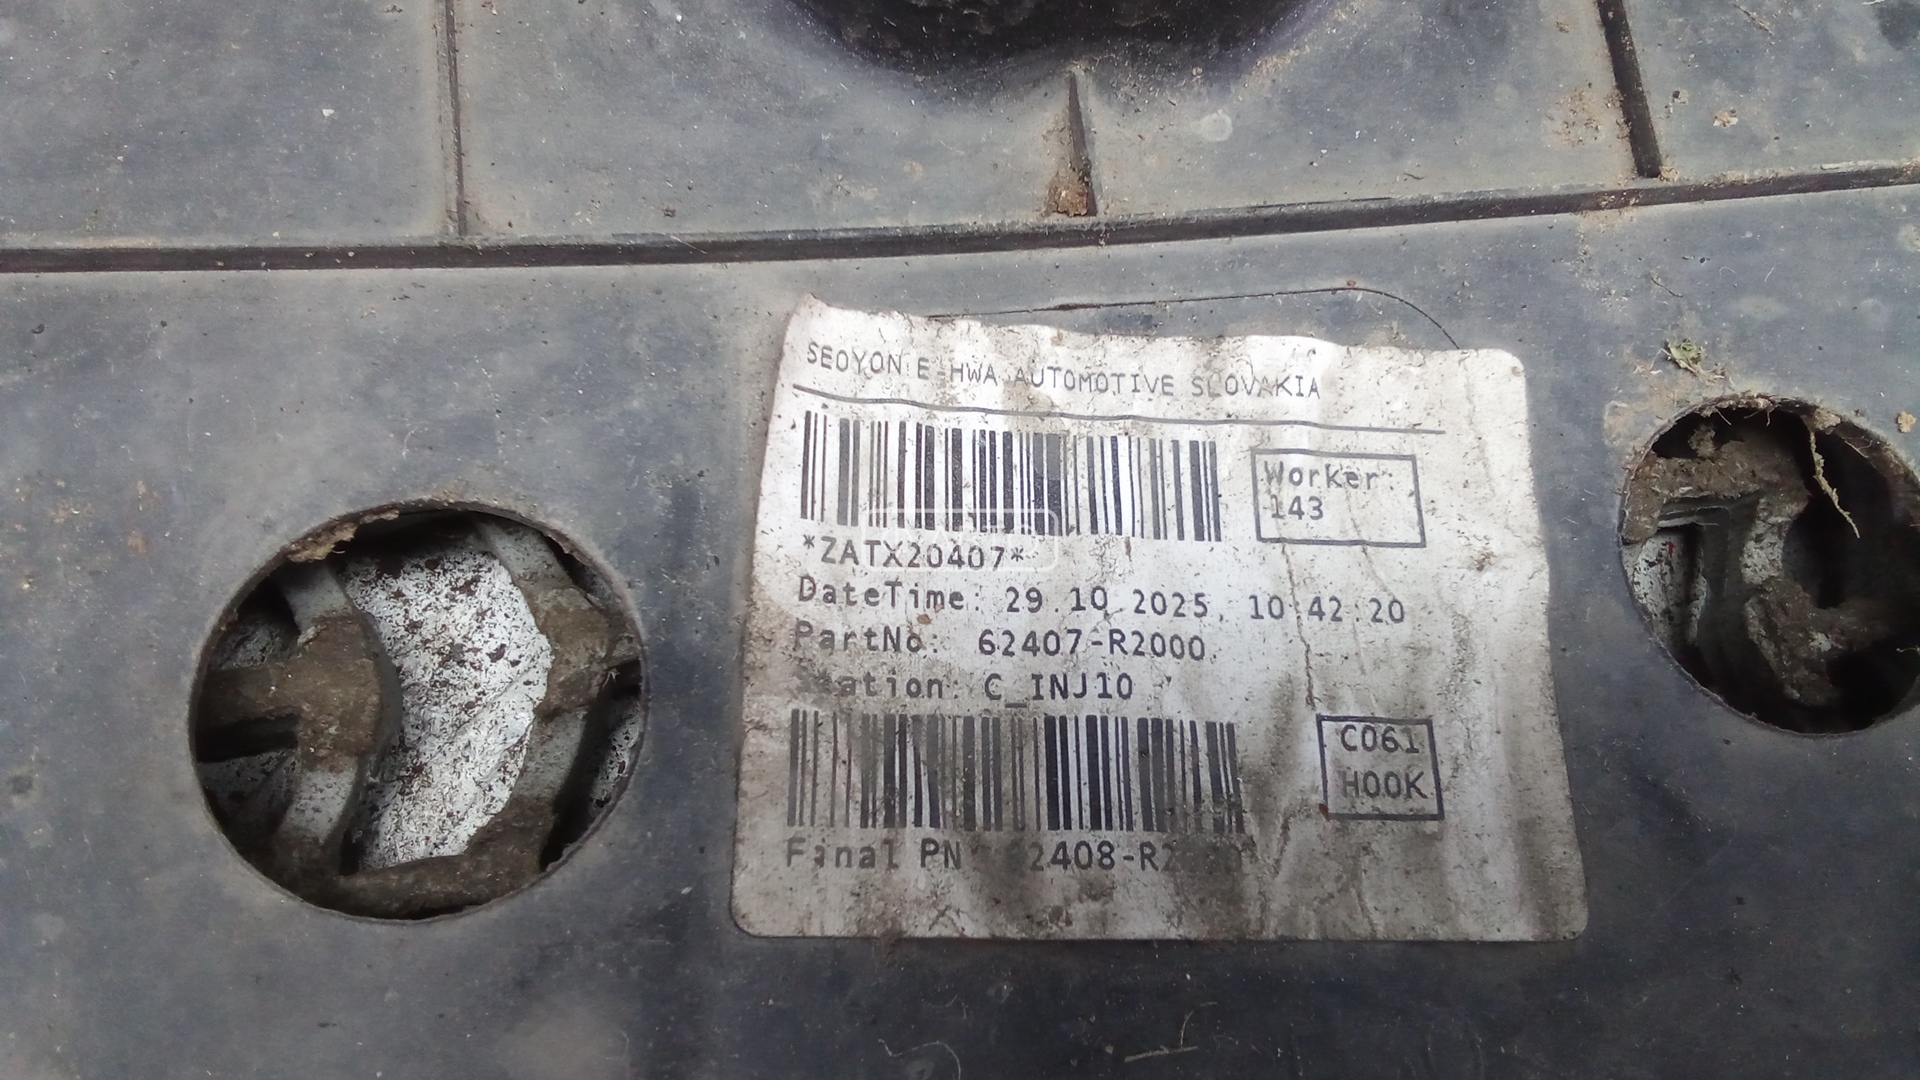 SEOYON E-HWA AUTOMOTIVE SLOVAKIA
Worker:
143
*ZATX20407*
DateTime: 29.10.2025. 10:42:20
PartNo: 62407-R2000
C_INJ10
C061
HOOK
Final PN